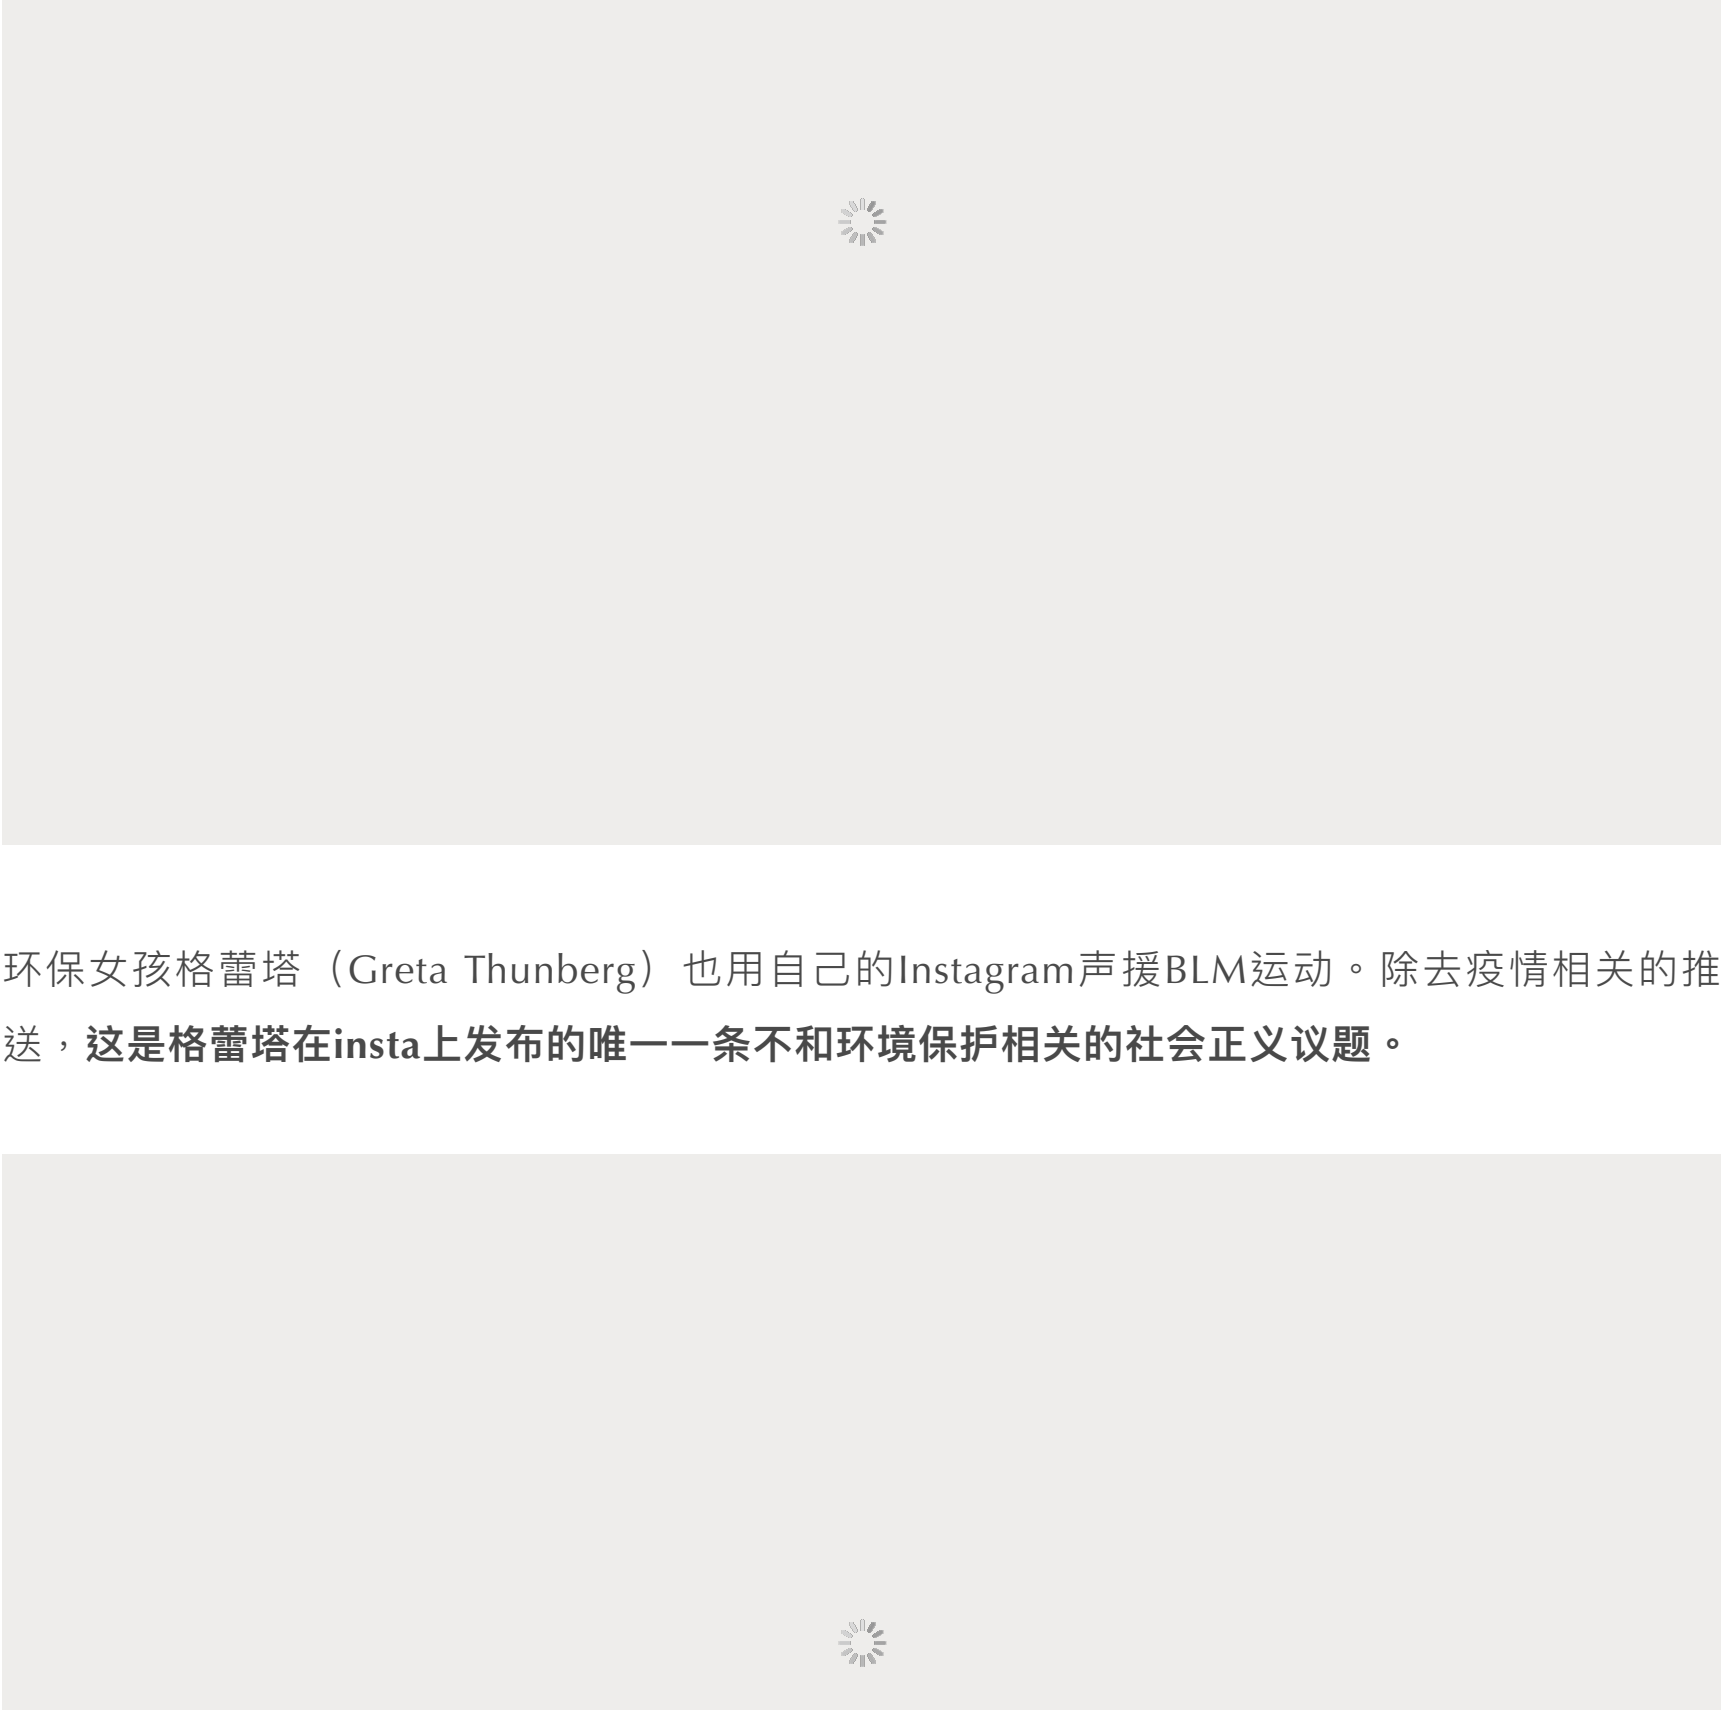 环保女孩格蕾塔（Greta Thunberg）也用自己的Instagram声援BLM运动。除去疫情相关的推
送，这是格蕾塔在insta上发布的唯一一条不和环境保护相关的社会正义议题。